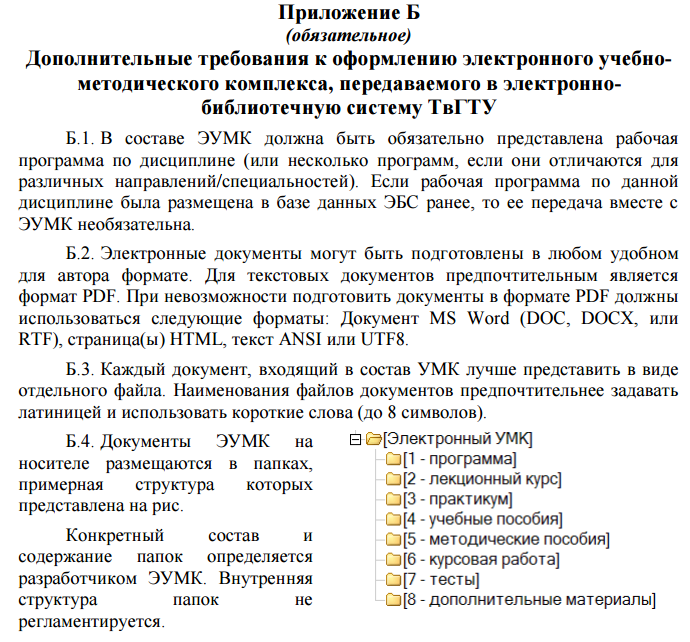 Приложение Б
(обязательное)
Дополнительные требования к оформлению электронного учебно-
методического комплекса, передаваемого в электронно-
библиотечную систему ТвГТУ
Б.1. В составе ЭУМК должна быть обязательно представлена рабочая
программа по дисциплине (или несколько программ, если они отличаются для
различных направлений/специальностей). Если рабочая программа по данной
дисциплине была размещена в базе данных ЭБС ранее, то ее передача вместе с
ЭУМК необязательна.
Б.2. Электронные документы могут быть подготовлены в любом удобном
для автора формате. Для текстовых документов предпочтительным является
формат PDF. При невозможности подготовить документы в формате PDF должны
использоваться следующие форматы: Документ MS Word (DOC, DOCX, или
RTF), страница(ы) HTML, текст ANSI или UTF8.
Б.3. Каждый документ, входящий в состав УМК лучше представить в виде
отдельного файла. Наименования файлов документов предпочтительнее задавать
латиницей и использовать короткие слова (до 8 символов).
Б.4. Документы ЭУМК на
носителе размещаются в папках,
примерная структура которых
представлена на рис.
Конкретный состав и
содержание папок определяется
разработчиком ЭУМК. Внутренняя
структура папок не
регламентируется.
[Электронный УМК]
[1 - программа]
[2 - лекционный курс]
[3 - практикум]
[4 - учебные пособия]
[5 - методические пособия]
[6 - курсовая работа]
[7 - тесты]
[8 - дополнительные материалы]